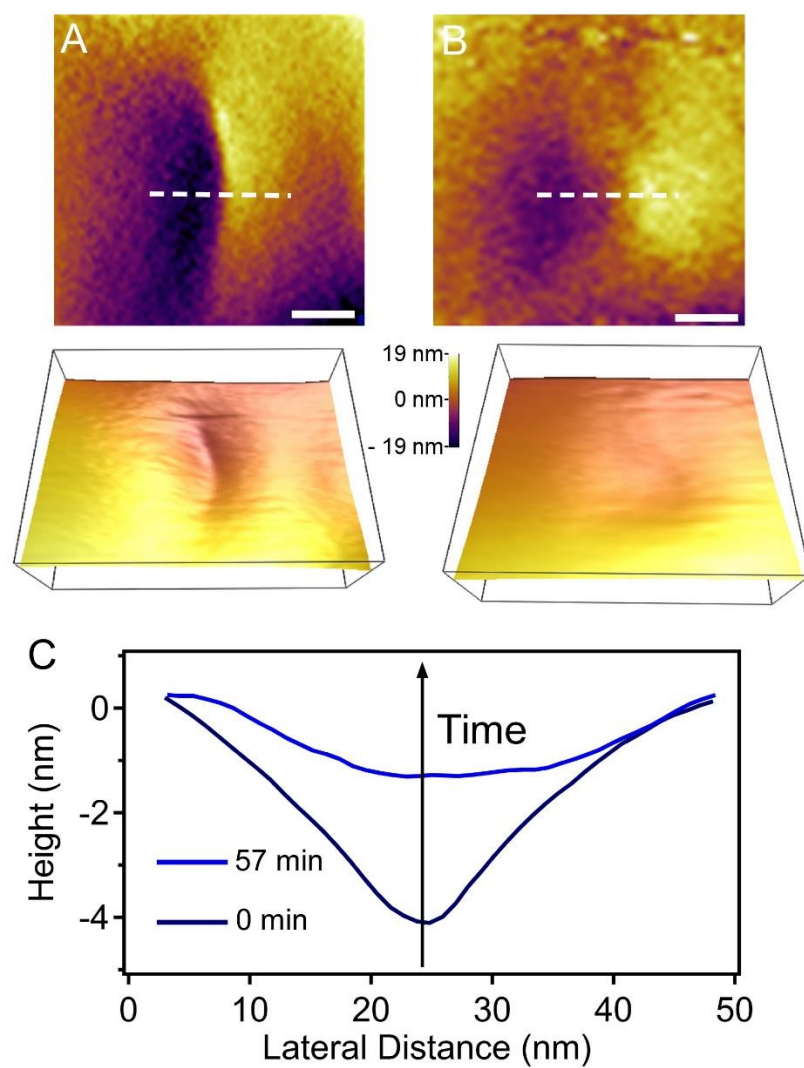 A
B
19 nm
0 nm
- 19 nm
C
0
-2
-4
Height (nm)
Time
57 min
0 min
0 10 20 30 40 50
Lateral Distance (nm)